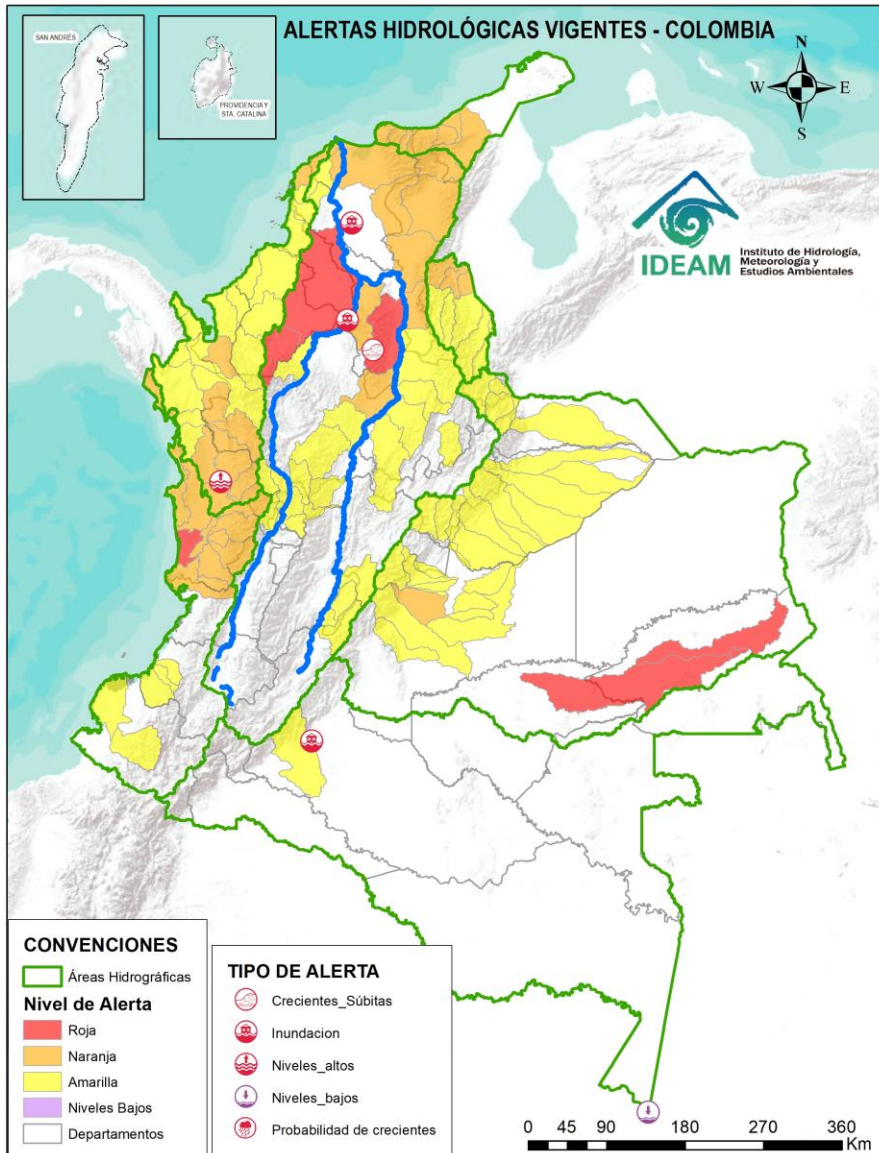 ALERTAS HIDROLÓGICAS VIGENTES - COLOMBIA
SAN ANDRÉS
PROVIDENCIA Y
STA. CATALINA
N
W
E
S
IDEAM
Instituto de Hidrología,
Meteorología y
Estudios Ambientales
CONVENCIONES
Áreas Hidrográficas
Nivel de Alerta
Roja
Naranja
Amarilla
Niveles Bajos
Departamentos
TIPO DE ALERTA
Crecientes_Súbitas
Inundacion
Niveles_altos
Niveles_bajos
Probabilidad de crecientes
0 45 90 180 270 360
Km